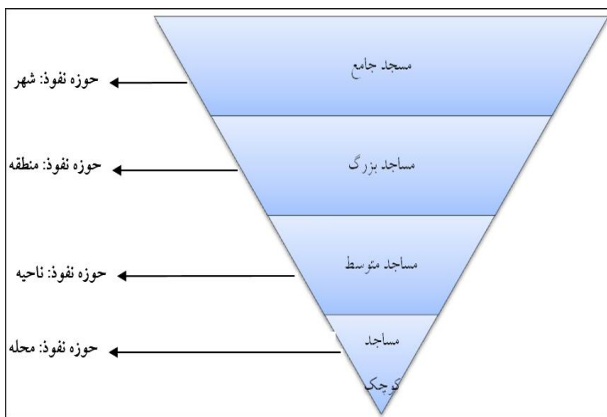 مسجد جامع
حوزه نفوذ: شهر
مساجد بزرگ
حوزه نفوذ: منطقه
مساجد متوسط
حوزه نفوذ: ناحیه
مساجد
کوچک
حوزه نفوذ: محله